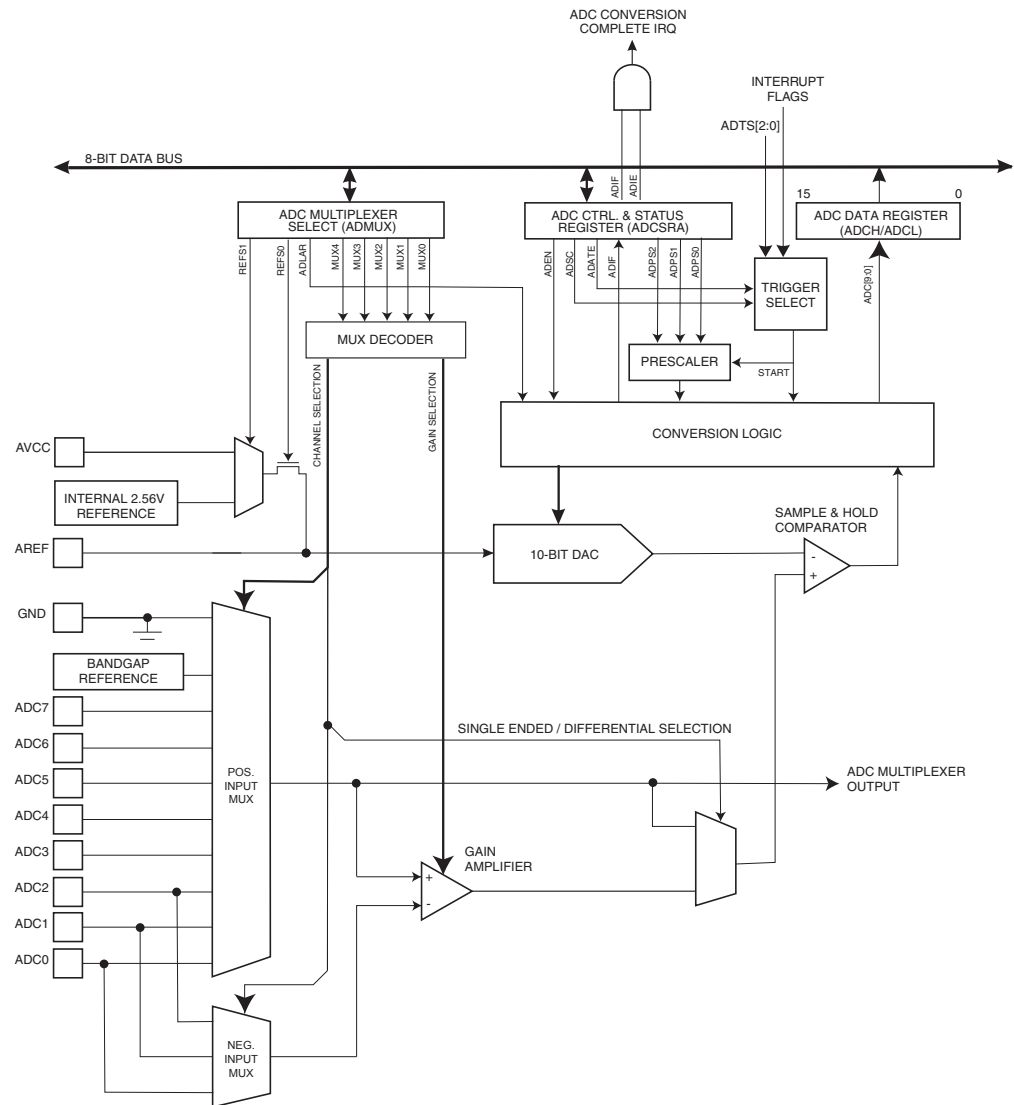 ADC CONVERSION
COMPLETE IRQ
INTERRUPT
FLAGS
ADTS[2:0]
8-BIT DATA BUS
ADIF
ADIE
15
0
ADC MULTIPLEXER
SELECT (ADMUX)
ADC CTRL. & STATUS
REGISTER (ADCSRA)
ADC DATA REGISTER
(ADCH/ADCL)
REFS1
REFS0
ADLAR
MUX4
MUX3
MUX2
MUX1
MUX0
ADEN
ADSC
ADATE
ADIF
ADPS2
ADPS1
ADPS0
ADC[9:0]
TRIGGER
SELECT
MUX DECODER
PRESCALER
START
CHANNEL SELECTION
GAIN SELECTION
CONVERSION LOGIC
AVCC
INTERNAL 2.56V
REFERENCE
SAMPLE & HOLD
COMPARATOR
AREF
10-BIT DAC
-
+
GND
BANDGAP
REFERENCE
ADC7
SINGLE ENDED / DIFFERENTIAL SELECTION
ADC6
ADC5
POS.
INPUT
MUX
ADC MULTIPLEXER
OUTPUT
ADC4
ADC3
GAIN
AMPLIFIER
+
-
ADC2
ADC1
ADC0
NEG.
INPUT
MUX